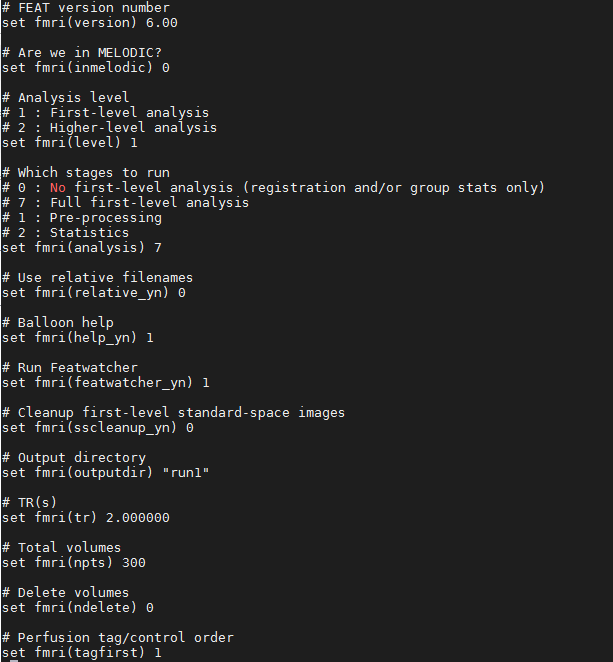 # FEAT version number
set fmri(version) 6.00
# Are we in MELODIC?
set fmri(inmelodic) 0
# Analysis level
# 1 : First-level analysis
# 2 : Higher-level analysis
set fmri(level) 1
# Which stages to run
# 0 : No first-level analysis (registration and/or group stats only)
# 7 : Full first-level analysis
# 1 : Pre-processing
# 2 : Statistics
set fmri(analysis) 7
# Use relative filenames
set fmri(relative_yn) 0
# Balloon help
set fmri(help_yn) 1
# Run Featwatcher
set fmri(featwatcher_yn) 1
# Cleanup first-level standard-space images
set fmri(sscleanup_yn) 0
# Output directory
set fmri(outputdir) "run1"
# TR(s)
set fmri(tr) 2.000000
# Total volumes
set fmri(npts) 300
# Delete volumes
set fmri(ndelete) 0
# Perfusion tag/control order
set fmri(tagfirst) 1